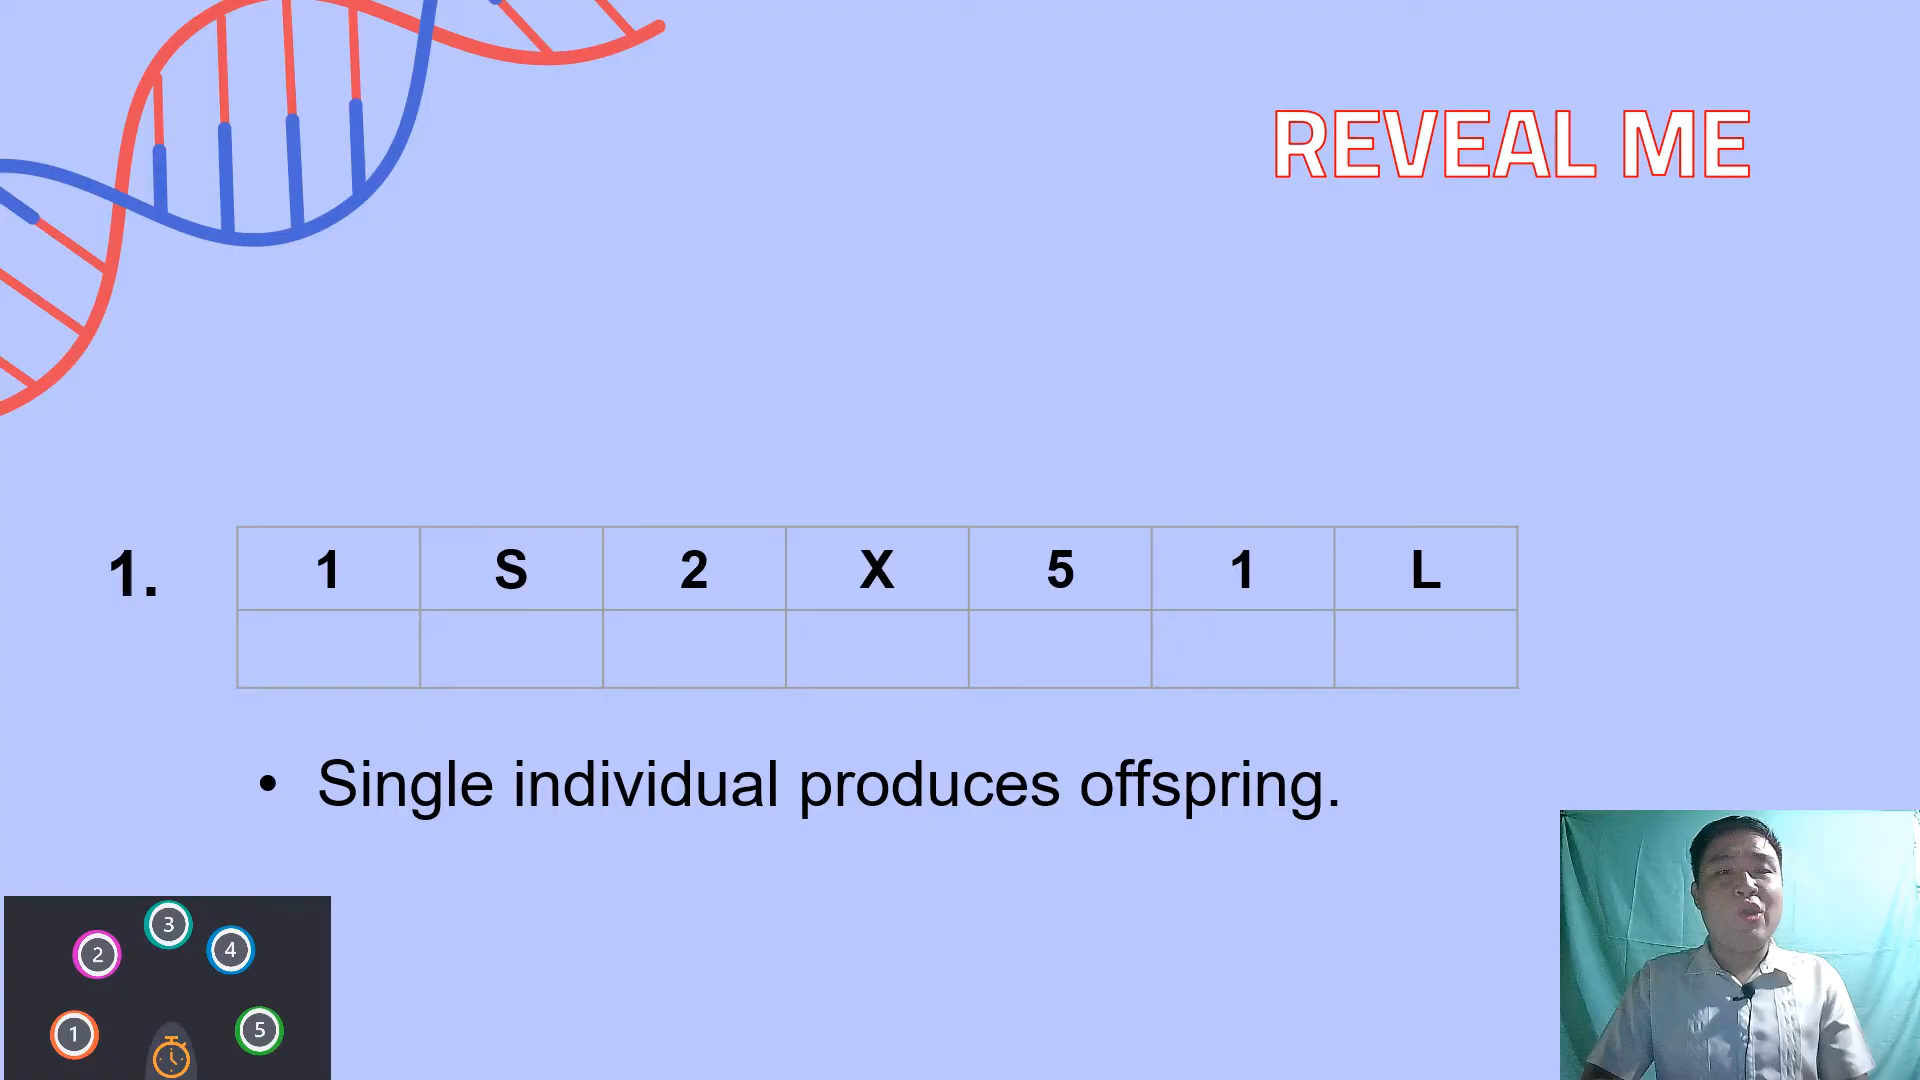 REVEAL ME
1. 1 S 2 X 5 1 L
• Single individual produces offspring.
3
2 4
1 5